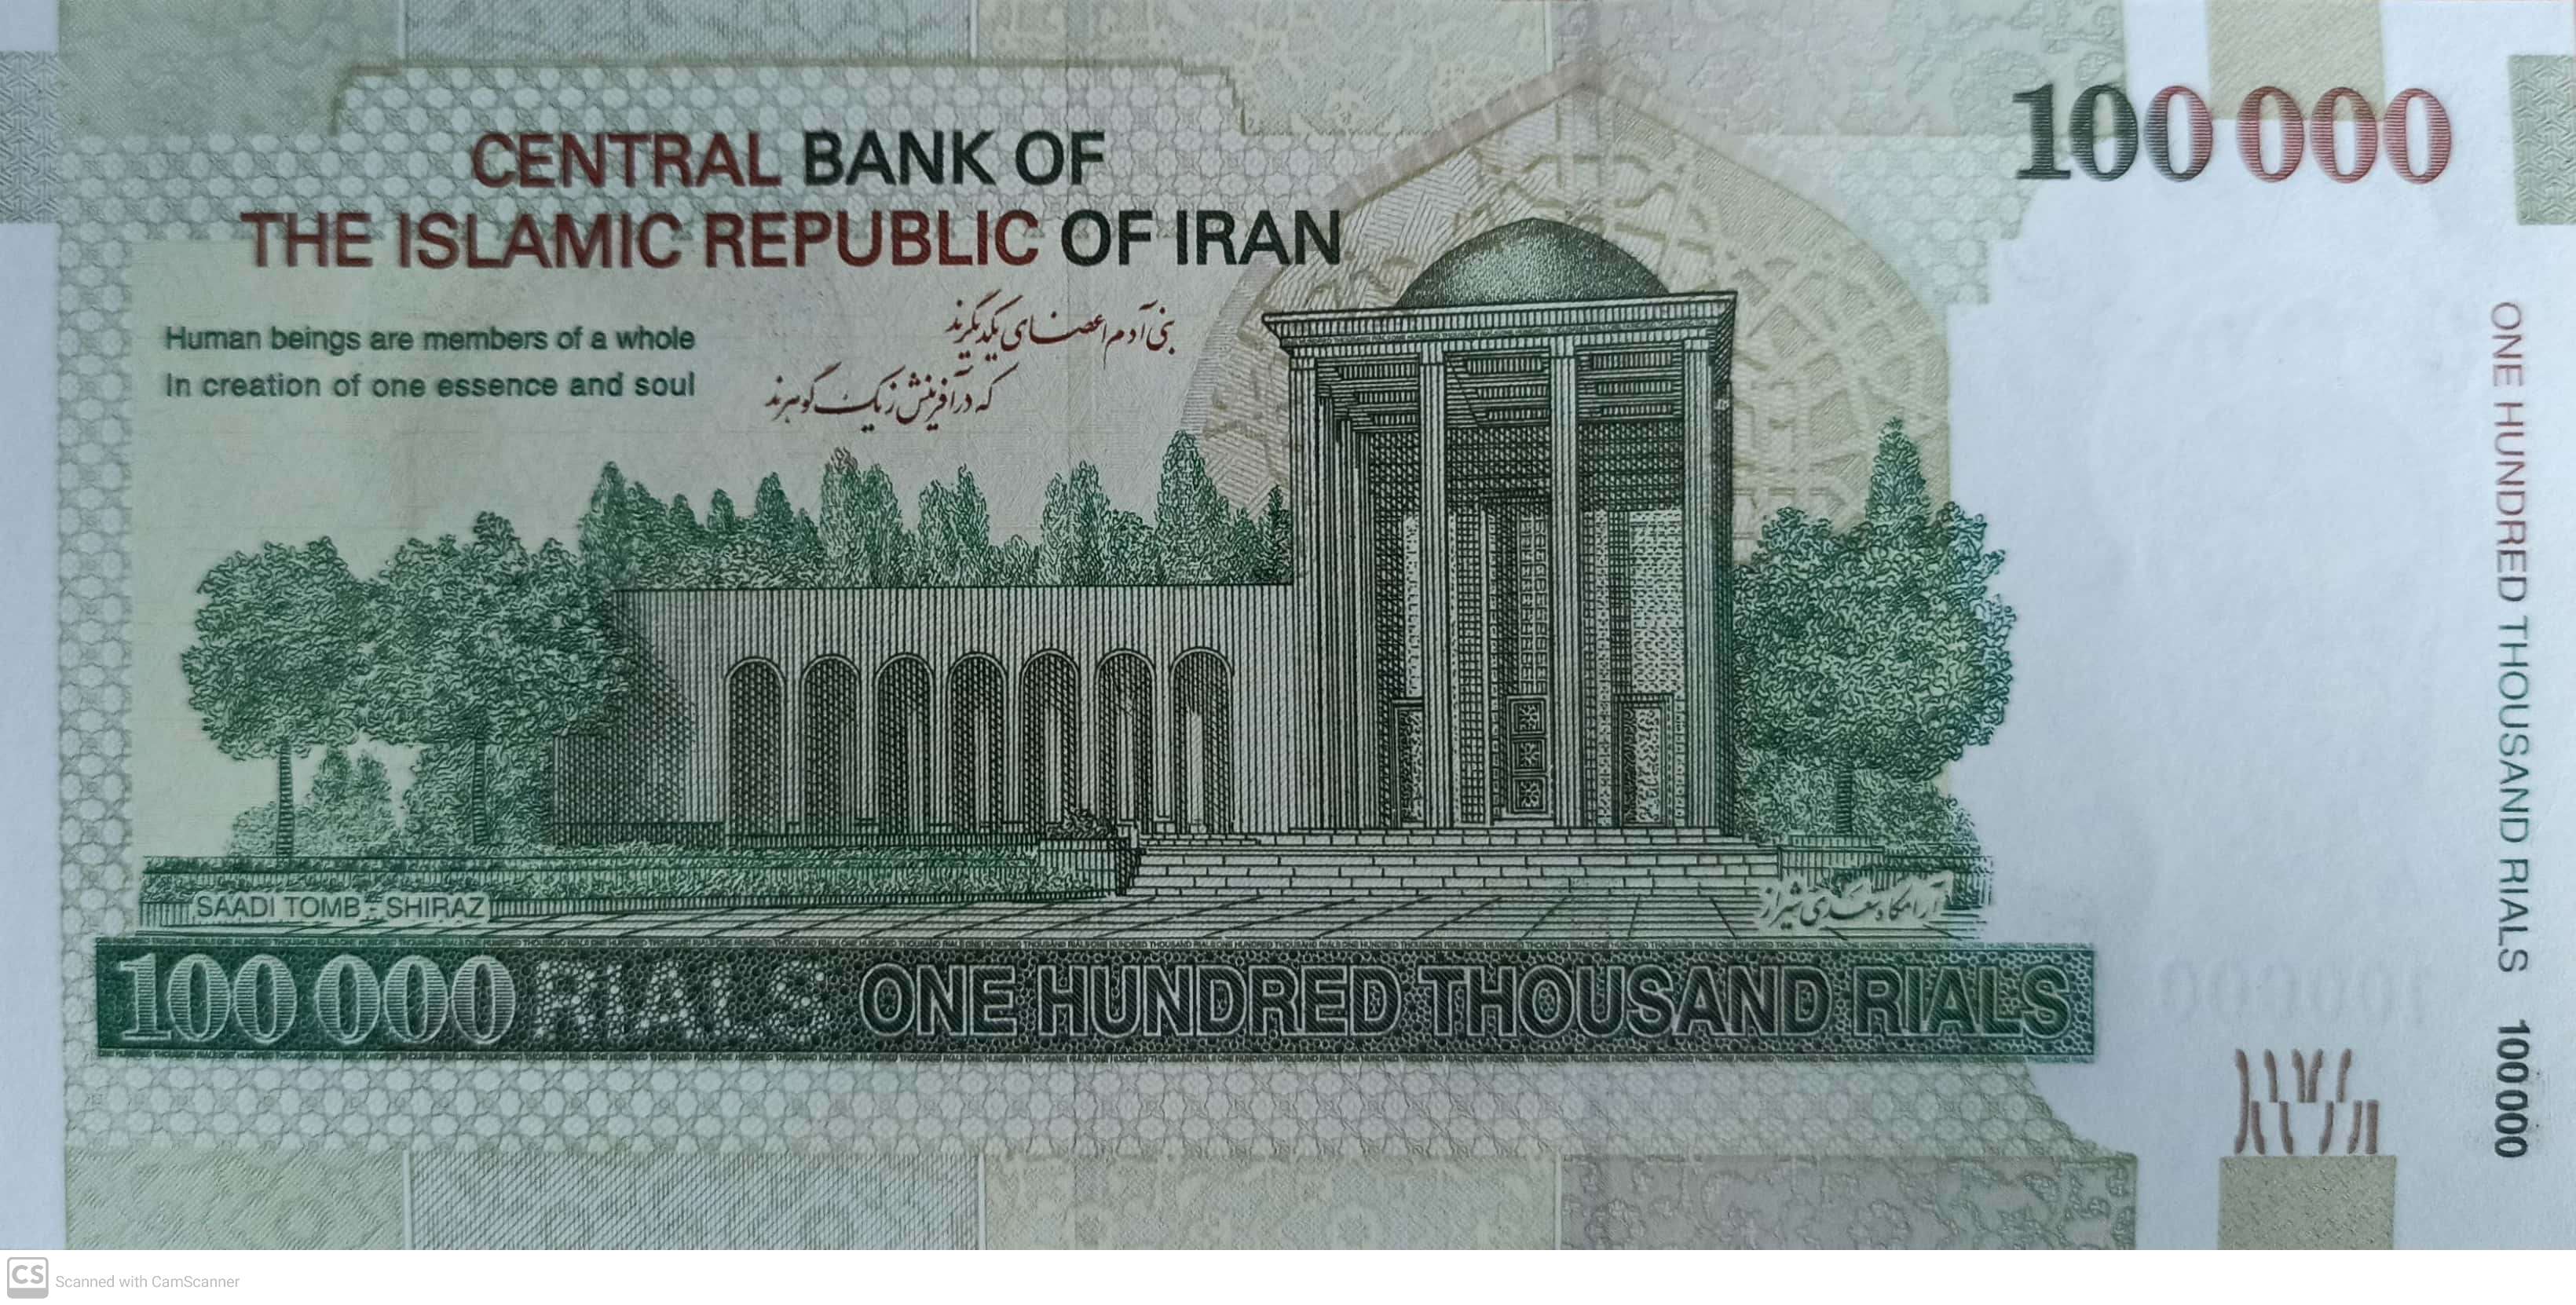 100 000
CENTRAL BANK OF
THE ISLAMIC REPUBLIC OF IRAN
Human beings are members of a whole
In creation of one essence and soul
بنی آدم اعضای یکدیگرند
که در آفرینش ز یک گوهرند
SAADI TOMB - SHIRAZ
آرامگاه سعدی شیراز
100 000 RIALS ONE HUNDRED THOUSAND RIALS
ONE HUNDRED THOUSAND RIALS 100 000
CS Scanned with CamScanner